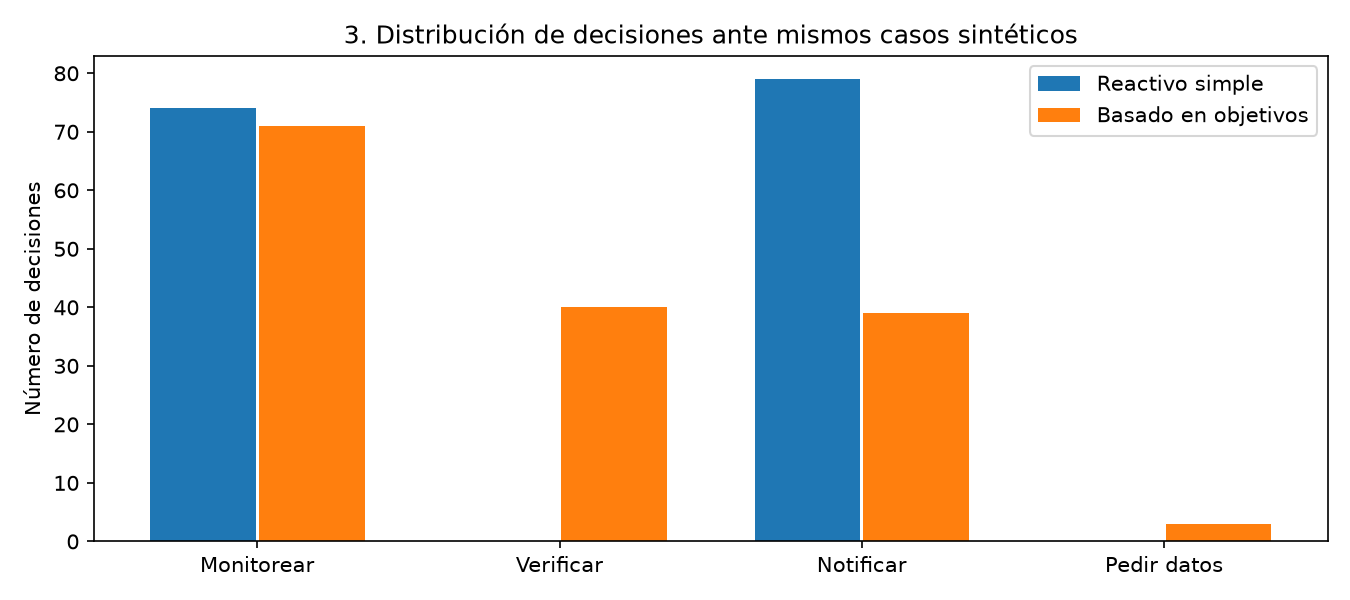 3. Distribución de decisiones ante mismos casos sintéticos
Reactivo simple
Basado en objetivos
Número de decisiones
80
70
60
50
40
30
20
10
0
Monitorear
Verificar
Notificar
Pedir datos